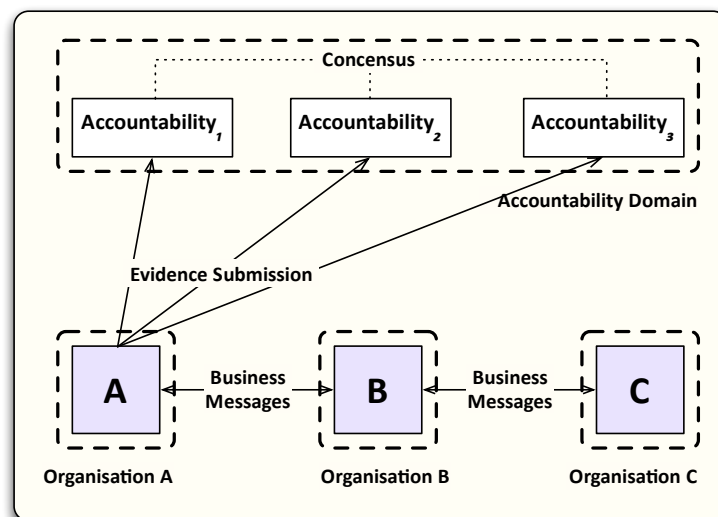 Concensus
Accountability1
Accountability2
Accountability3
Accountability Domain
Evidence Submission
A
Business
Messages
B
Business
Messages
C
Organisation A
Organisation B
Organisation C